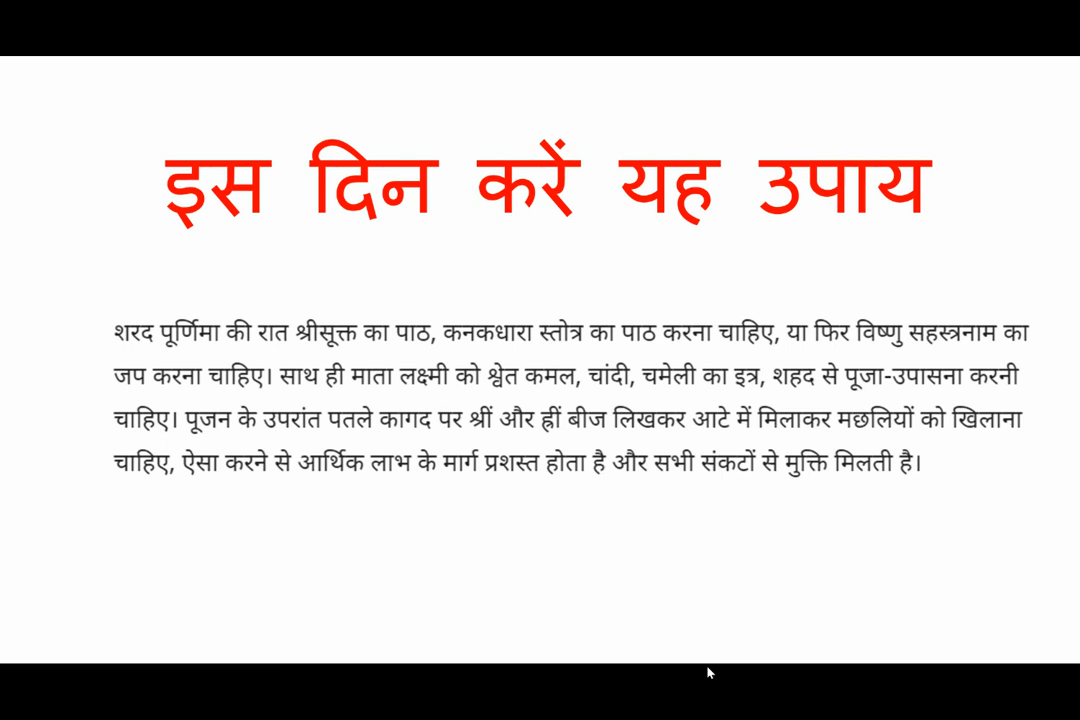 इस दिन करें यह उपाय
शरद पूर्णिमा की रात श्रीसूक्त का पाठ, कनकधारा स्तोत्र का पाठ करना चाहिए, या फिर विष्णु सहस्त्रनाम का
जप करना चाहिए। साथ ही माता लक्ष्मी को श्वेत कमल, चांदी, चमेली का इत्र, शहद से पूजा-उपासना करनी
चाहिए। पूजन के उपरांत पतले कागद पर श्रीं और ह्रीं बीज लिखकर आटे में मिलाकर मछलियों को खिलाना
चाहिए, ऐसा करने से आर्थिक लाभ के मार्ग प्रशस्त होता है और सभी संकटों से मुक्ति मिलती है।